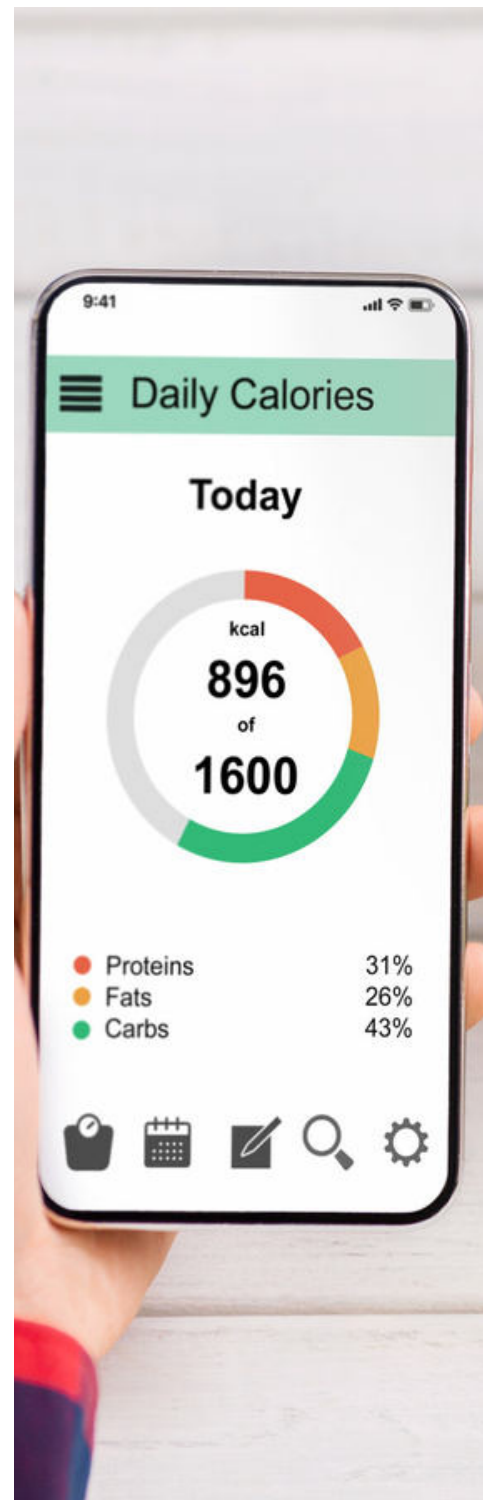 9:41
Daily Calories
Today
kcal
896
of
1600
Proteins 31%
Fats 26%
Carbs 43%